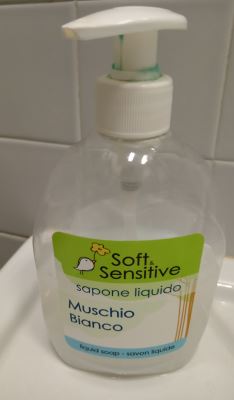 Soft &
Sensitive
sapone liquido
Muschio
Bianco
liquid soap - savon liquide